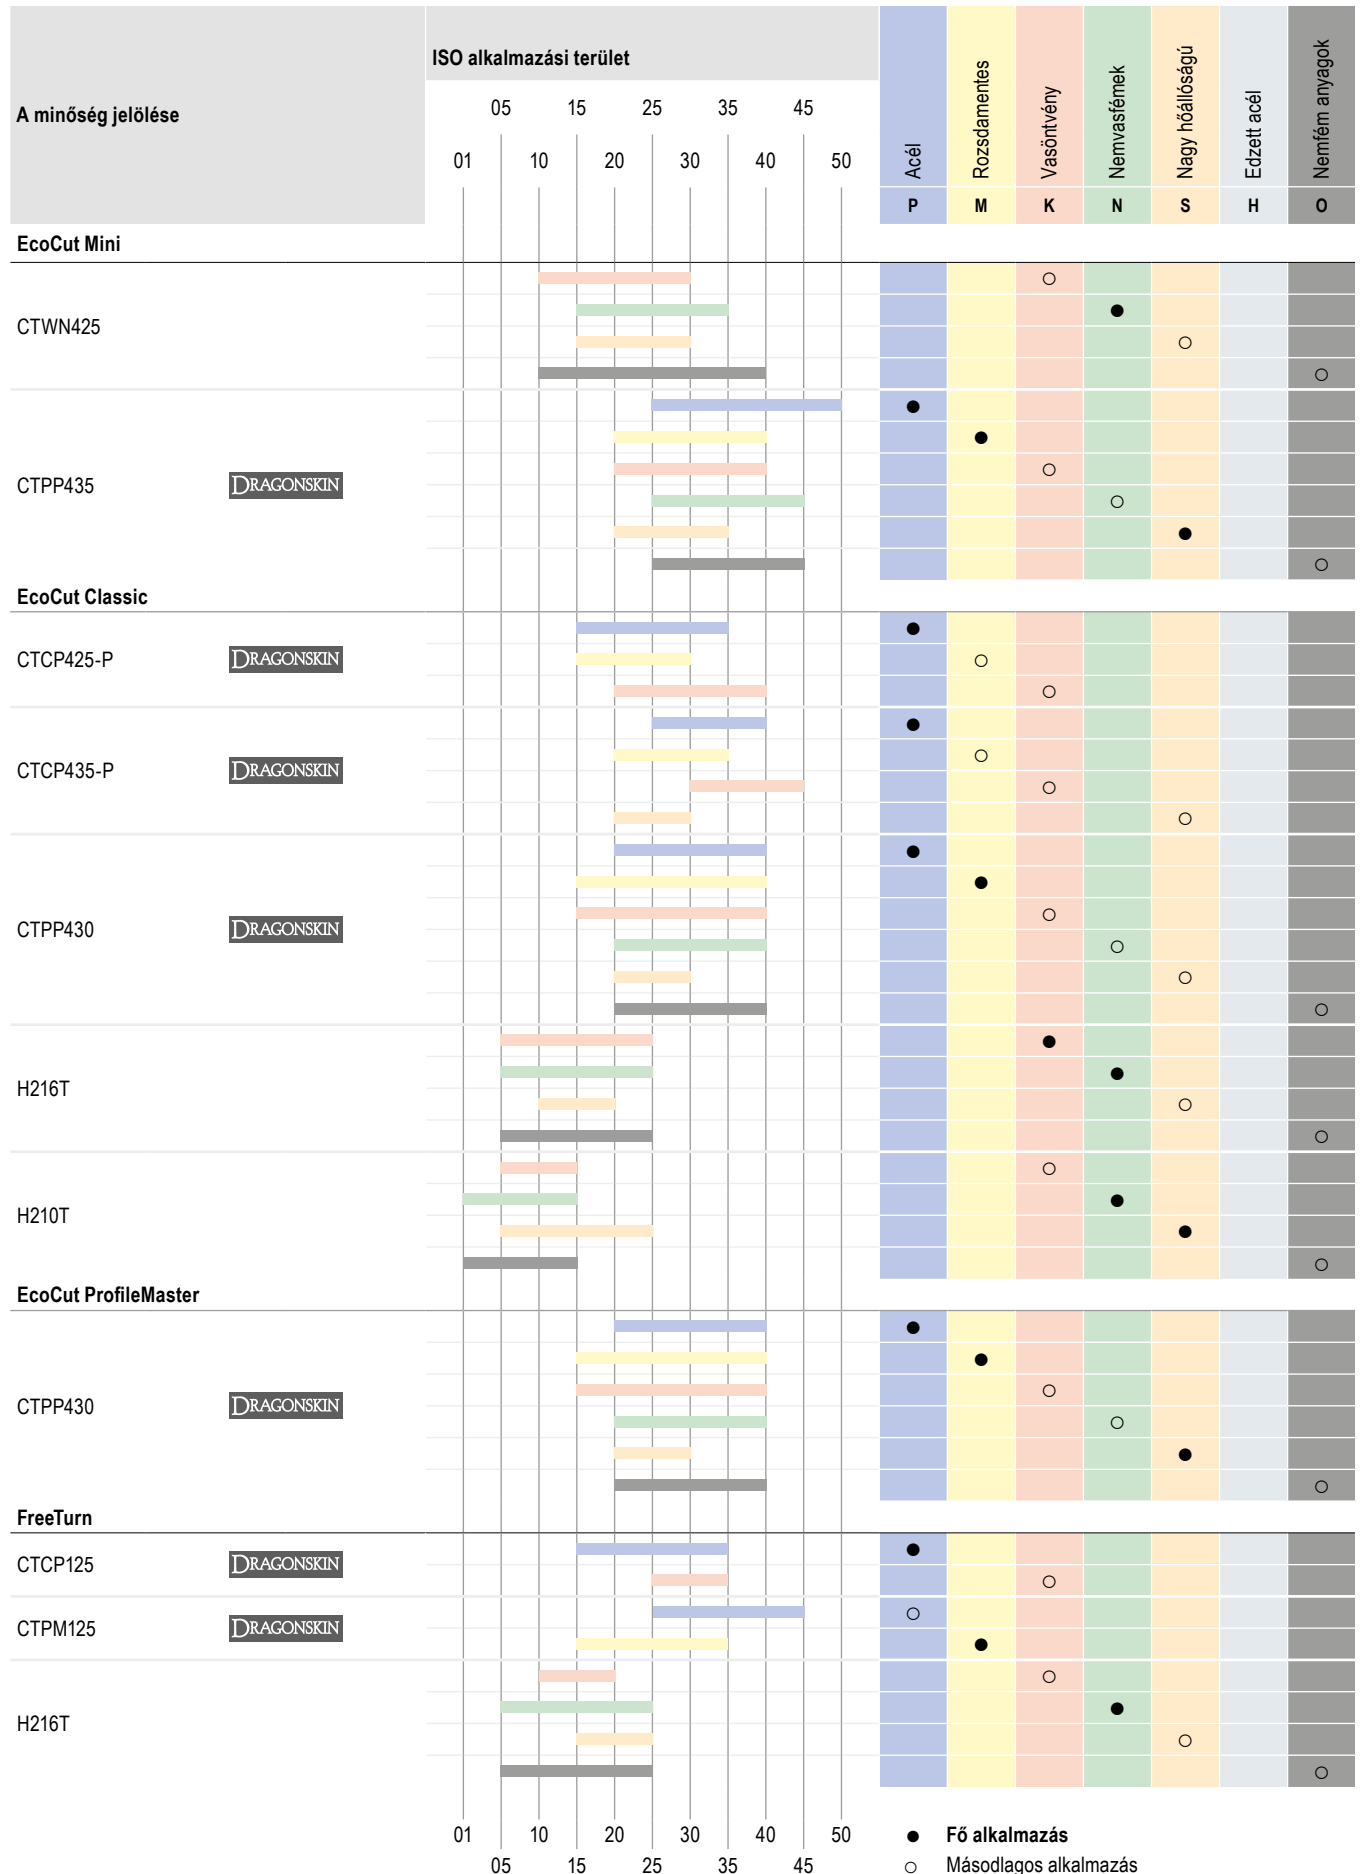 ISO alkalmazási terület
A minőség jelölése
05 15 25 35 45
01 10 20 30 40 50
Acél
Rozsdamentes
Vasöntvény
Nemvasfémek
Nagy hőállóságú
Edzett acél
Nemfém anyagok
P M K N S H O
EcoCut Mini
CTWN425
CTPP435 DRAGONSKIN
EcoCut Classic
CTCP425-P DRAGONSKIN
CTCP435-P DRAGONSKIN
CTPP430 DRAGONSKIN
H216T
H210T
EcoCut ProfileMaster
CTPP430 DRAGONSKIN
FreeTurn
CTCP125 DRAGONSKIN
CTPM125 DRAGONSKIN
H216T
01 10 20 30 40 50
05 15 25 35 45
● Fő alkalmazás
○ Másodlagos alkalmazás